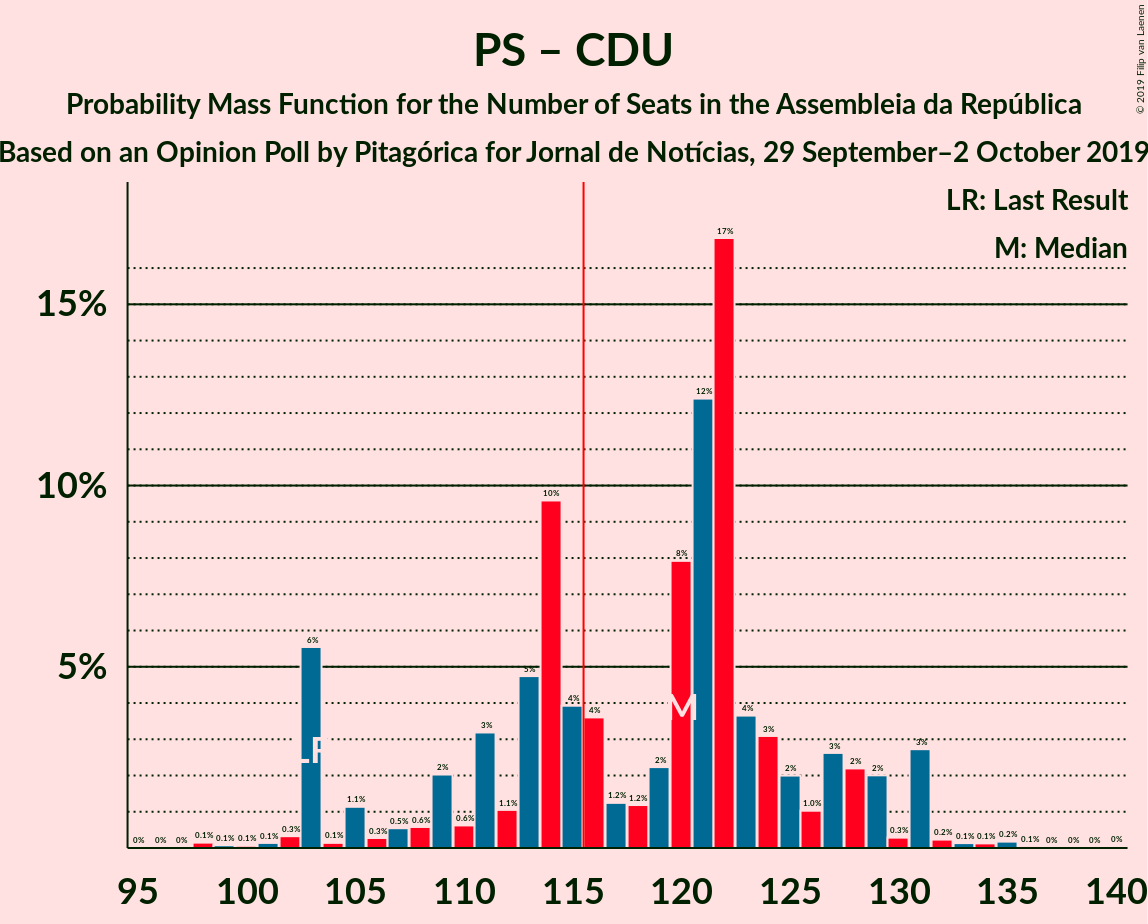 PS – CDU
Probability Mass Function for the Number of Seats in the Assembleia da República
Based on an Opinion Poll by Pitagórica for Jornal de Notícias, 29 September–2 October 2019
© 2019 Filip van Laenen
LR: Last Result
M: Median
15%
10%
5%
0% 0% 0% 0.1% 0.1% 0.1% 0.1% 0.3% 6% 0.1% 1.1% 0.3% 0.5% 0.6% 2% 0.6% 3% 1.1% 5% 10% 4% 4% 1.2% 1.2% 2% 8% 12% 17% 4% 3% 2% 1.0% 3% 2% 2% 0.3% 3% 0.2% 0.1% 0.1% 0.2% 0.1% 0% 0% 0% 0%
LR
M
95 100 105 110 115 120 125 130 135 140